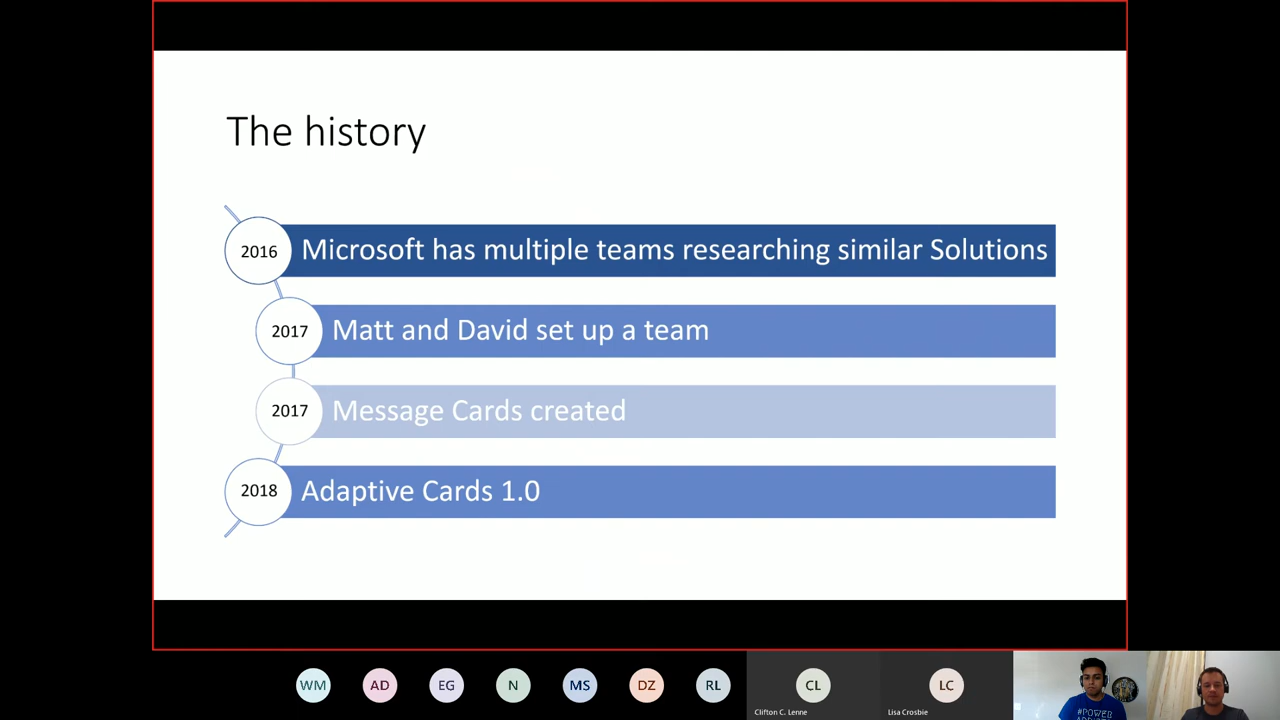 The history
2016
Microsoft has multiple teams researching similar Solutions
2017
Matt and David set up a team
2017
Message Cards created
2018
Adaptive Cards 1.0
WM
AD
EG
N
MS
DZ
RL
CL
LC
Clifton C. Lenne
Lisa Crosbie
#POWER